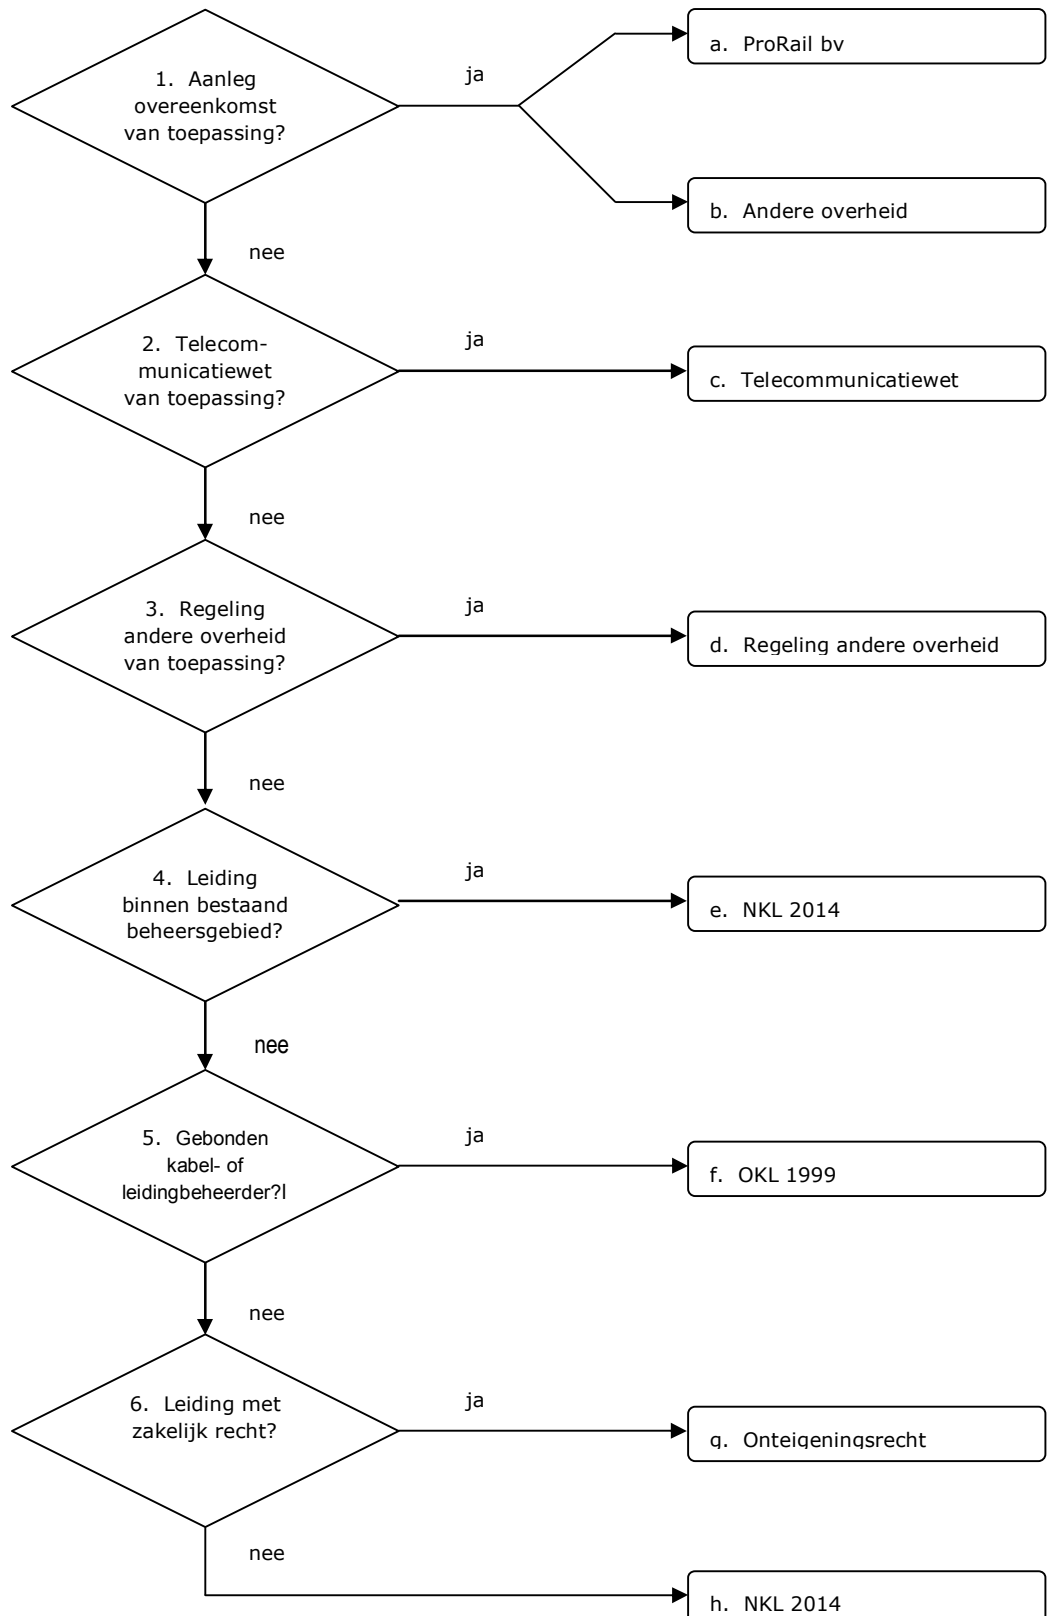 1. Aanleg
overeenkomst
van toepassing?
ja
a. ProRail bv
b. Andere overheid
nee
2. Telecom-
municatiewet
van toepassing?
ja
c. Telecommunicatiewet
nee
3. Regeling
andere overheid
van toepassing?
ja
d. Regeling andere overheid
nee
4. Leiding
binnen bestaand
beheersgebied?
ja
e. NKL 2014
nee
5. Gebonden
kabel- of
leidingbeheerder?l
ja
f. OKL 1999
nee
6. Leiding met
zakelijk recht?
ja
g. Onteigeningsrecht
nee
h. NKL 2014